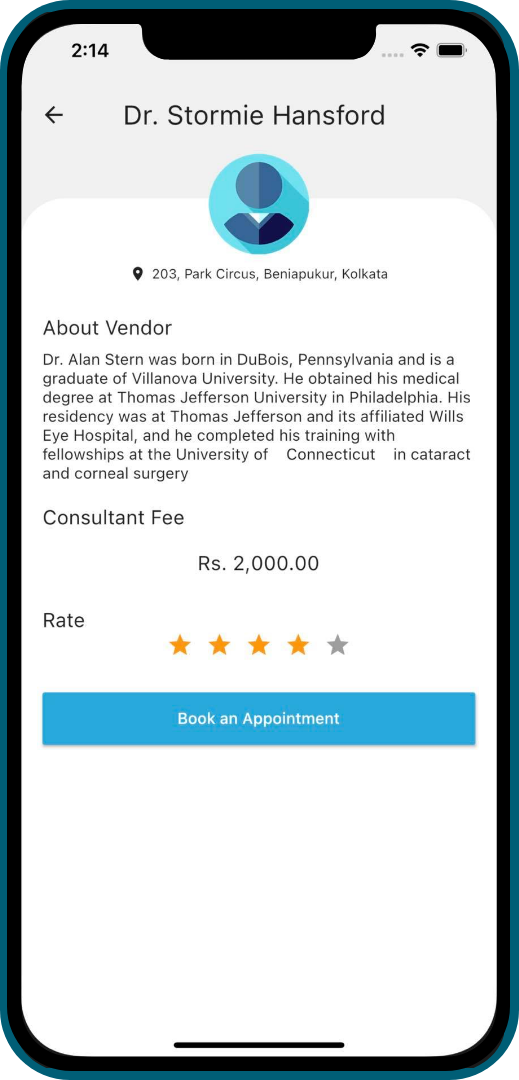 2:14
Dr. Stormie Hansford
203, Park Circus, Beniapukur, Kolkata
About Vendor
Dr. Alan Stern was born in DuBois, Pennsylvania and is a
graduate of Villanova University. He obtained his medical
degree at Thomas Jefferson University in Philadelphia. His
residency was at Thomas Jefferson and its affiliated Wills
Eye Hospital, and he completed his training with
fellowships at the University of Connecticut in cataract
and corneal surgery
Consultant Fee
Rs. 2,000.00
Rate
Book an Appointment